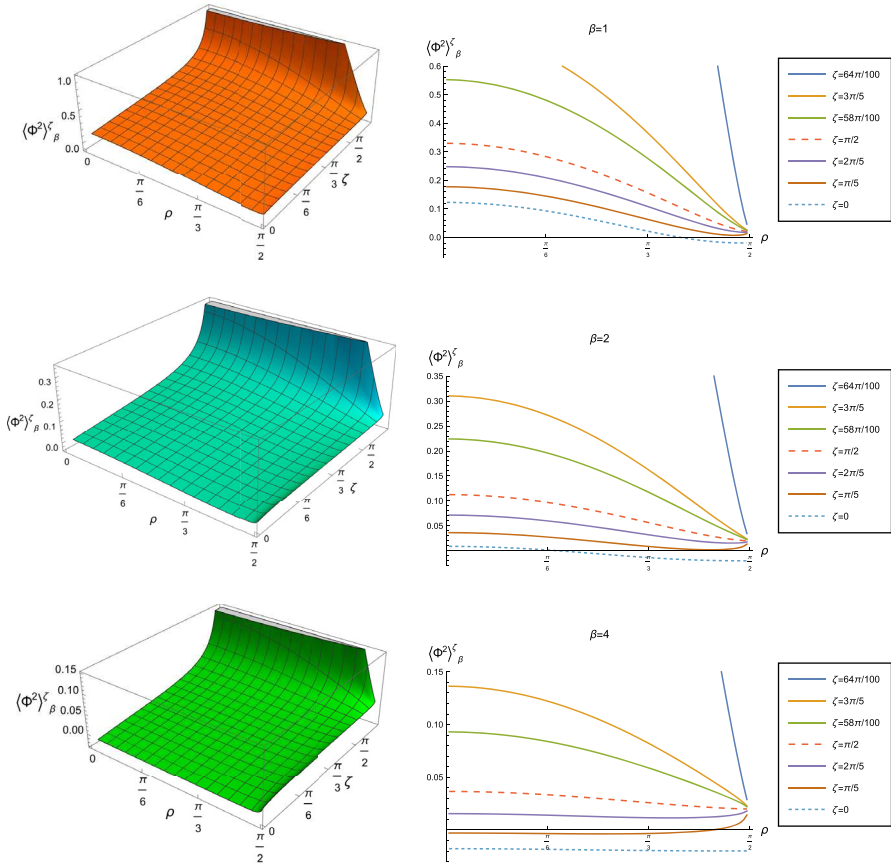 1.0
0.5
⟨Φ²⟩^ζ_β
0.0
0
π/6
ρ
π/3
π/2
0
π/6
π/3
ζ
π/2
β=1
⟨Φ²⟩^ζ_β
0.6
0.5
0.4
0.3
0.2
0.1
0.0
π/6
π/3
π/2
ρ
ζ=64π/100
ζ=3π/5
ζ=58π/100
ζ=π/2
ζ=2π/5
ζ=π/5
ζ=0
0.3
0.2
⟨Φ²⟩^ζ_β
0.1
0.0
0
π/6
ρ
π/3
π/2
0
π/6
π/3
ζ
π/2
β=2
⟨Φ²⟩^ζ_β
0.35
0.30
0.25
0.20
0.15
0.10
0.05
π/6
π/3
π/2
ρ
ζ=64π/100
ζ=3π/5
ζ=58π/100
ζ=π/2
ζ=2π/5
ζ=π/5
ζ=0
0.15
0.10
⟨Φ²⟩^ζ_β
0.05
0.00
0
π/6
ρ
π/3
π/2
0
π/6
π/3
ζ
π/2
β=4
⟨Φ²⟩^ζ_β
0.15
0.10
0.05
π/6
π/3
π/2
ρ
ζ=64π/100
ζ=3π/5
ζ=58π/100
ζ=π/2
ζ=2π/5
ζ=π/5
ζ=0